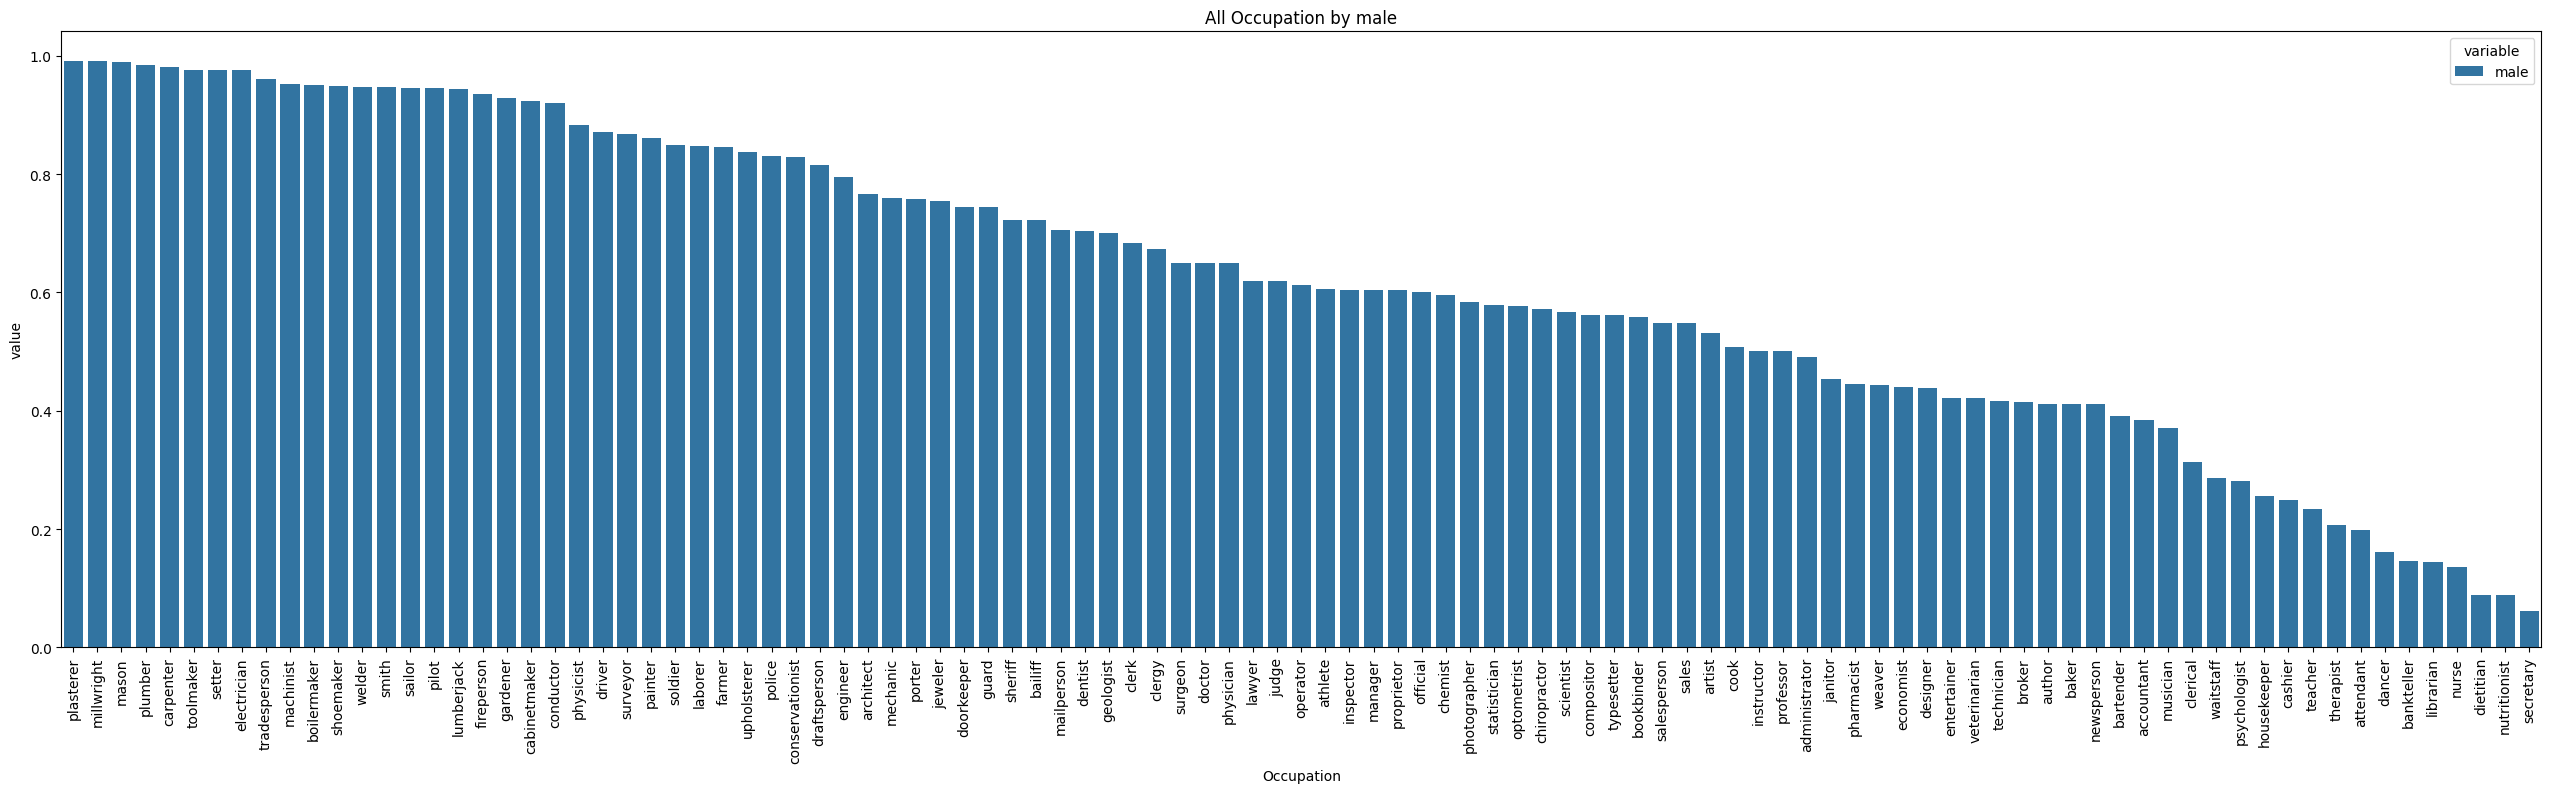 All Occupation by male
variable
male
value
1.0
0.8
0.6
0.4
0.2
0.0
plasterer
millwright
mason
plumber
carpenter
toolmaker
setter
electrician
tradesperson
machinist
boilermaker
shoemaker
welder
smith
sailor
pilot
lumberjack
fireperson
gardener
cabinetmaker
conductor
physicist
driver
surveyor
painter
soldier
laborer
farmer
upholsterer
police
conservationist
draftsperson
engineer
architect
mechanic
porter
jeweler
doorkeeper
guard
sheriff
bailiff
mailperson
dentist
geologist
clerk
clergy
surgeon
doctor
physician
lawyer
judge
operator
athlete
inspector
manager
proprietor
official
chemist
photographer
statistician
optometrist
chiropractor
scientist
compositor
typesetter
bookbinder
salesperson
sales
artist
cook
instructor
professor
administrator
janitor
pharmacist
weaver
economist
designer
entertainer
veterinarian
technician
broker
author
baker
newsperson
bartender
accountant
musician
clerical
waitstaff
psychologist
housekeeper
cashier
teacher
therapist
attendant
dancer
bankteller
librarian
nurse
dietitian
nutritionist
secretary
Occupation